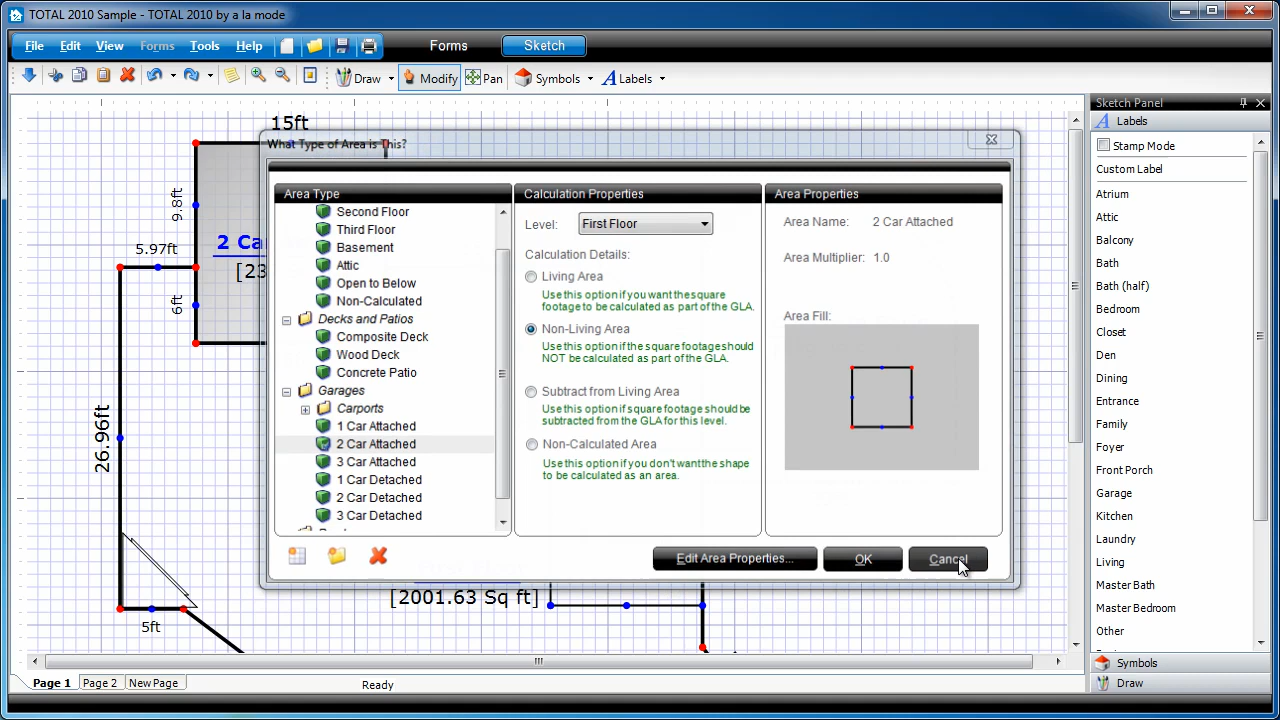 TOTAL 2010 Sample - TOTAL 2010 by a la mode
File Edit View Forms Tools Help Forms Sketch
Draw Modify Pan Symbols Labels
15ft
9.8ft
5.97ft
2 Ca
[23
6ft
26.96ft
5ft
[2001.63 Sq ft]
What Type of Area is This?
Area Type
Second Floor
Third Floor
Basement
Attic
Open to Below
Non-Calculated
Decks and Patios
Composite Deck
Wood Deck
Concrete Patio
Garages
Carports
1 Car Attached
2 Car Attached
3 Car Attached
1 Car Detached
2 Car Detached
3 Car Detached
Calculation Properties
Level: First Floor
Calculation Details:
Living Area
Use this option if you want the square
footage to be calculated as part of the GLA.
Non-Living Area
Use this option if the square footage should
NOT be calculated as part of the GLA.
Subtract from Living Area
Use this option if square footage should be
subtracted from the GLA for this level.
Non-Calculated Area
Use this option if you don't want the shape
to be calculated as an area.
Area Properties
Area Name: 2 Car Attached
Area Multiplier: 1.0
Area Fill:
Edit Area Properties... OK Cancel
Sketch Panel
Labels
Stamp Mode
Custom Label
Atrium
Attic
Balcony
Bath
Bath (half)
Bedroom
Closet
Den
Dining
Entrance
Family
Foyer
Front Porch
Garage
Kitchen
Laundry
Living
Master Bath
Master Bedroom
Other
Symbols
Draw
Page 1 Page 2 New Page Ready